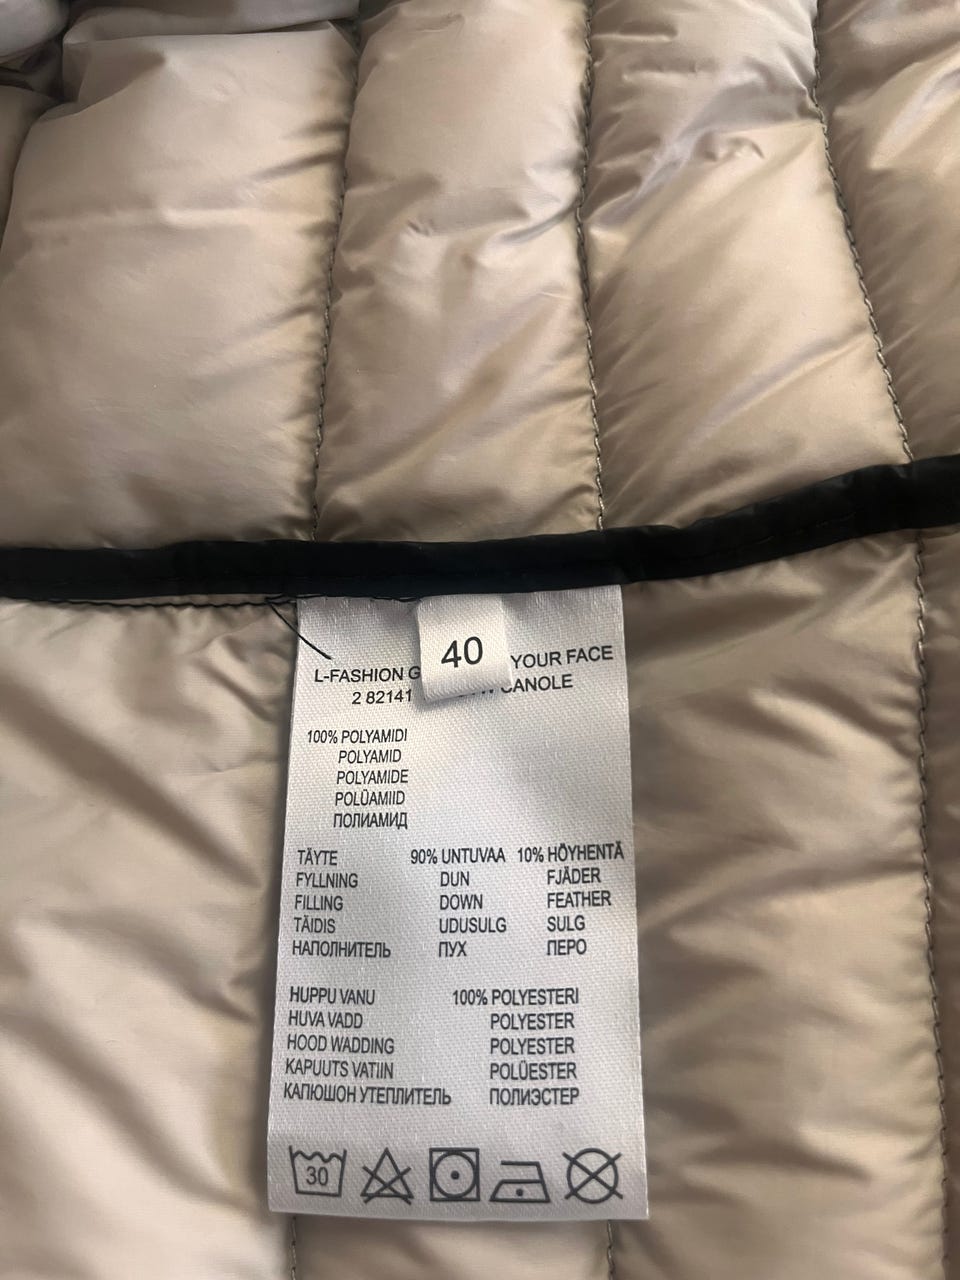 40
L-FASHION YOUR FACE
2 82141 CANOLE
100% POLYAMIDI
POLYAMID
POLYAMIDE
POLÜAMIID
ПОЛИАМИД
TÄYTE 90% UNTUVAA 10% HÖYHENTÄ
FYLLNING DUN FJÄDER
FILLING DOWN FEATHER
TÄIDIS UDUSULG SULG
НАПОЛНИТЕЛЬ ПУХ ПЕРО
HUPPU VANU 100% POLYESTERI
HUVA VADD POLYESTER
HOOD WADDING POLYESTER
KAPUUTS VATIIN POLÜESTER
КАПЮШОН УТЕПЛИТЕЛЬ ПОЛИЭСТЕР
30